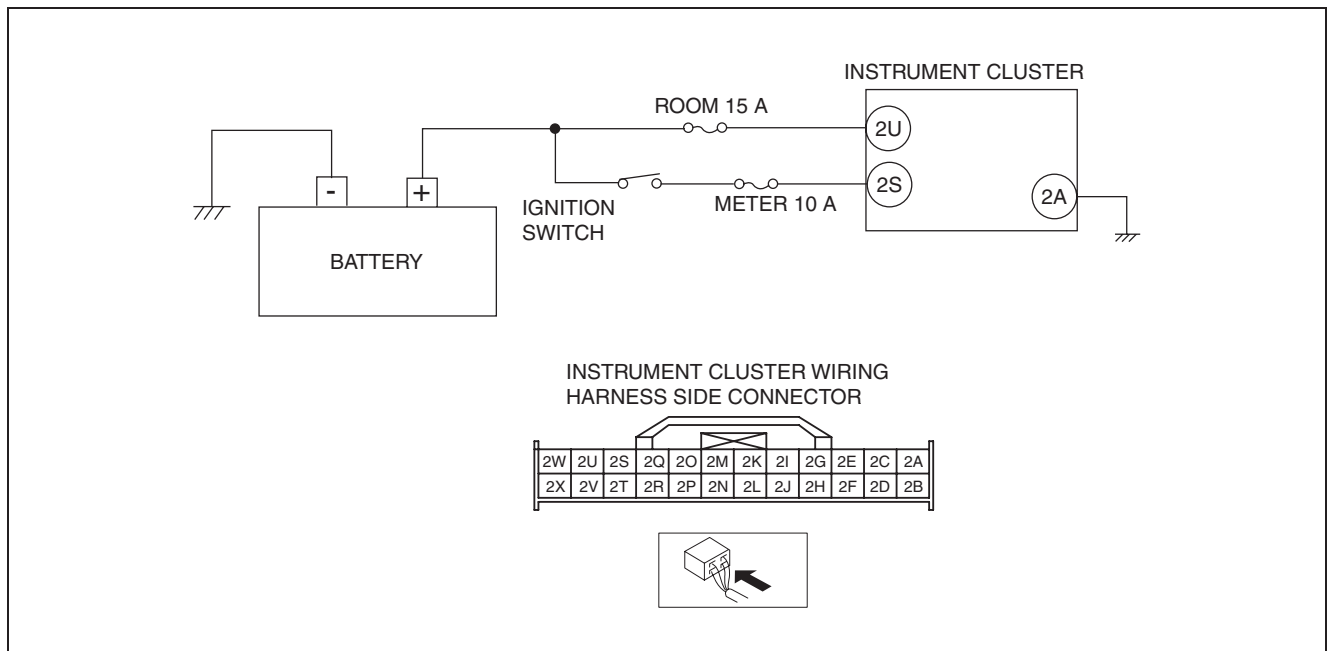 INSTRUMENT CLUSTER
ROOM 15 A
2U
- +
2S
IGNITION
SWITCH
METER 10 A
2A
BATTERY
INSTRUMENT CLUSTER WIRING
HARNESS SIDE CONNECTOR
2W 2U 2S 2Q 2O 2M 2K 2I 2G 2E 2C 2A
2X 2V 2T 2R 2P 2N 2L 2J 2H 2F 2D 2B